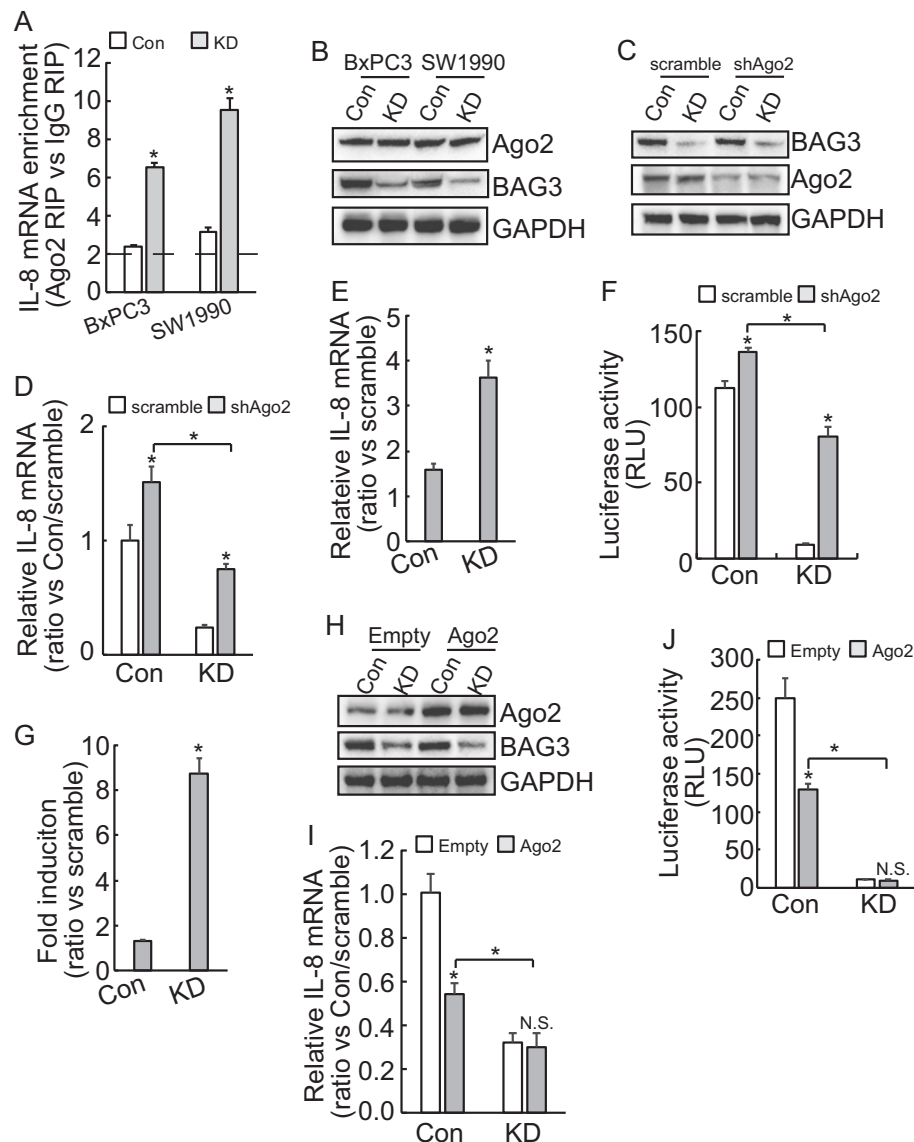 A
Con KD
IL-8 mRNA enrichment
(Ago2 RIP vs IgG RIP)
12
10
8
6
4
2
0
BxPC3 SW1990
* *
B
BxPC3 SW1990
Con KD Con KD
Ago2
BAG3
GAPDH
C
scramble shAgo2
Con KD Con KD
BAG3
Ago2
GAPDH
D
scramble shAgo2
Relative IL-8 mRNA
(ratio vs Con/scramble)
2
1
0
* * *
Con KD
E
Relateive IL-8 mRNA
(ratio vs scramble)
5
4
3
2
1
0
*
Con KD
F
scramble shAgo2
Luciferase activity
(RLU)
150
100
50
0
* * *
Con KD
G
Fold induciton
(ratio vs scramble)
10
8
6
4
2
0
*
Con KD
H
Empty Ago2
Con KD Con KD
Ago2
BAG3
GAPDH
I
Empty Ago2
Relative IL-8 mRNA
(ratio vs Con/scramble)
1.2
1.0
0.8
0.6
0.4
0.2
0.0
* *
N.S.
Con KD
J
Empty Ago2
Luciferase activity
(RLU)
300
250
200
150
100
50
0
* *
N.S.
Con KD